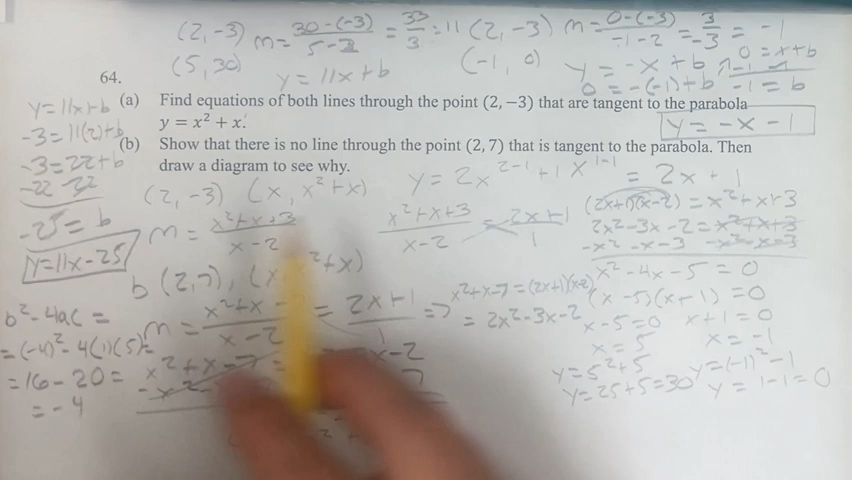 (2, -3) m = 30-(-3)/5-2 = 33/3 = 11 (2, -3) m = 0-(-3)/-1-2 = 3/-3 = -1
(5, 30) y = 11x + b (-1, 0) y = -x + b 0 = x + b
0 = -(-1) + b -1 = b
64.
(a) Find equations of both lines through the point (2, −3) that are tangent to the parabola
y = x² + x.
y = -x - 1
(b) Show that there is no line through the point (2, 7) that is tangent to the parabola. Then
draw a diagram to see why.
y = 11x + b
-3 = 11(2) + b
-3 = 22 + b
-22 -22
-25 = b
y = 11x - 25
(2, -3) (x, x² + x) y = 2x²⁻¹ + 1x¹⁻¹ = 2x + 1
m = x²+x+3/x-2 x²+x+3/x-2 = 2x+1/1
(2x+1)(x-2) = x²+x+3
2x²-3x-2 = x²+x+3
-x²-x-3 -x²-x-3
x²-4x-5 = 0
(x-5)(x+1) = 0
x-5=0 x+1=0
x = 5 x = -1
y = 5²+5 y = (-1)²-1
y = 25+5 = 30 y = 1-1 = 0
b (2, 7), (x, x²+x)
m = x²+x-7/x-2 = 2x+1/1 => x²+x-7 = (2x+1)(x-2)
= 2x²-3x-2
x²+x-7 =
b²-4ac =
= (-4)²-4(1)(5) =
= 16-20 =
= -4